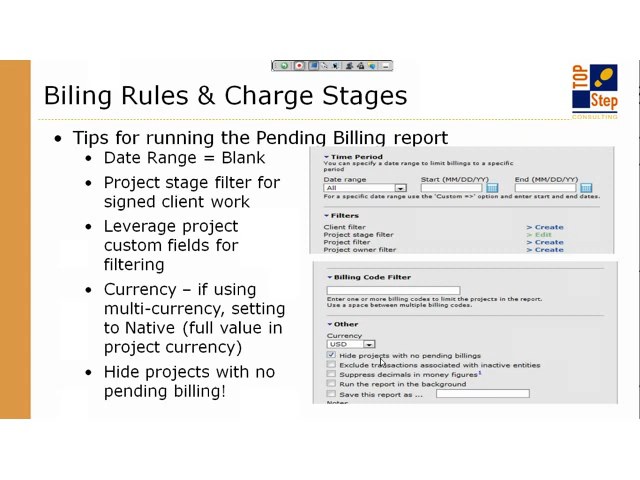 Biling Rules & Charge Stages
TOP
Step
CONSULTING
• Tips for running the Pending Billing report
• Date Range = Blank
• Project stage filter for
signed client work
• Leverage project
custom fields for
filtering
• Currency – if using
multi-currency, setting
to Native (full value in
project currency)
• Hide projects with no
pending billing!
Time Period
You can specify a date range to limit billings to a specific
period
Date range Start (MM/DD/YY) End (MM/DD/YY)
All
For a specific date range use the 'Custom =>' option and enter start and end dates.
Filters
Client filter > Create
Project stage filter > Edit
Project filter > Create
Project owner filter > Create
Billing Code Filter
Enter one or more billing codes to limit the projects in the report.
Use a space between multiple billing codes.
Other
Currency
USD
Hide projects with no pending billings
Exclude transactions associated with inactive entities
Suppress decimals in money figures1
Run the report in the background
Save this report as ...
Notes